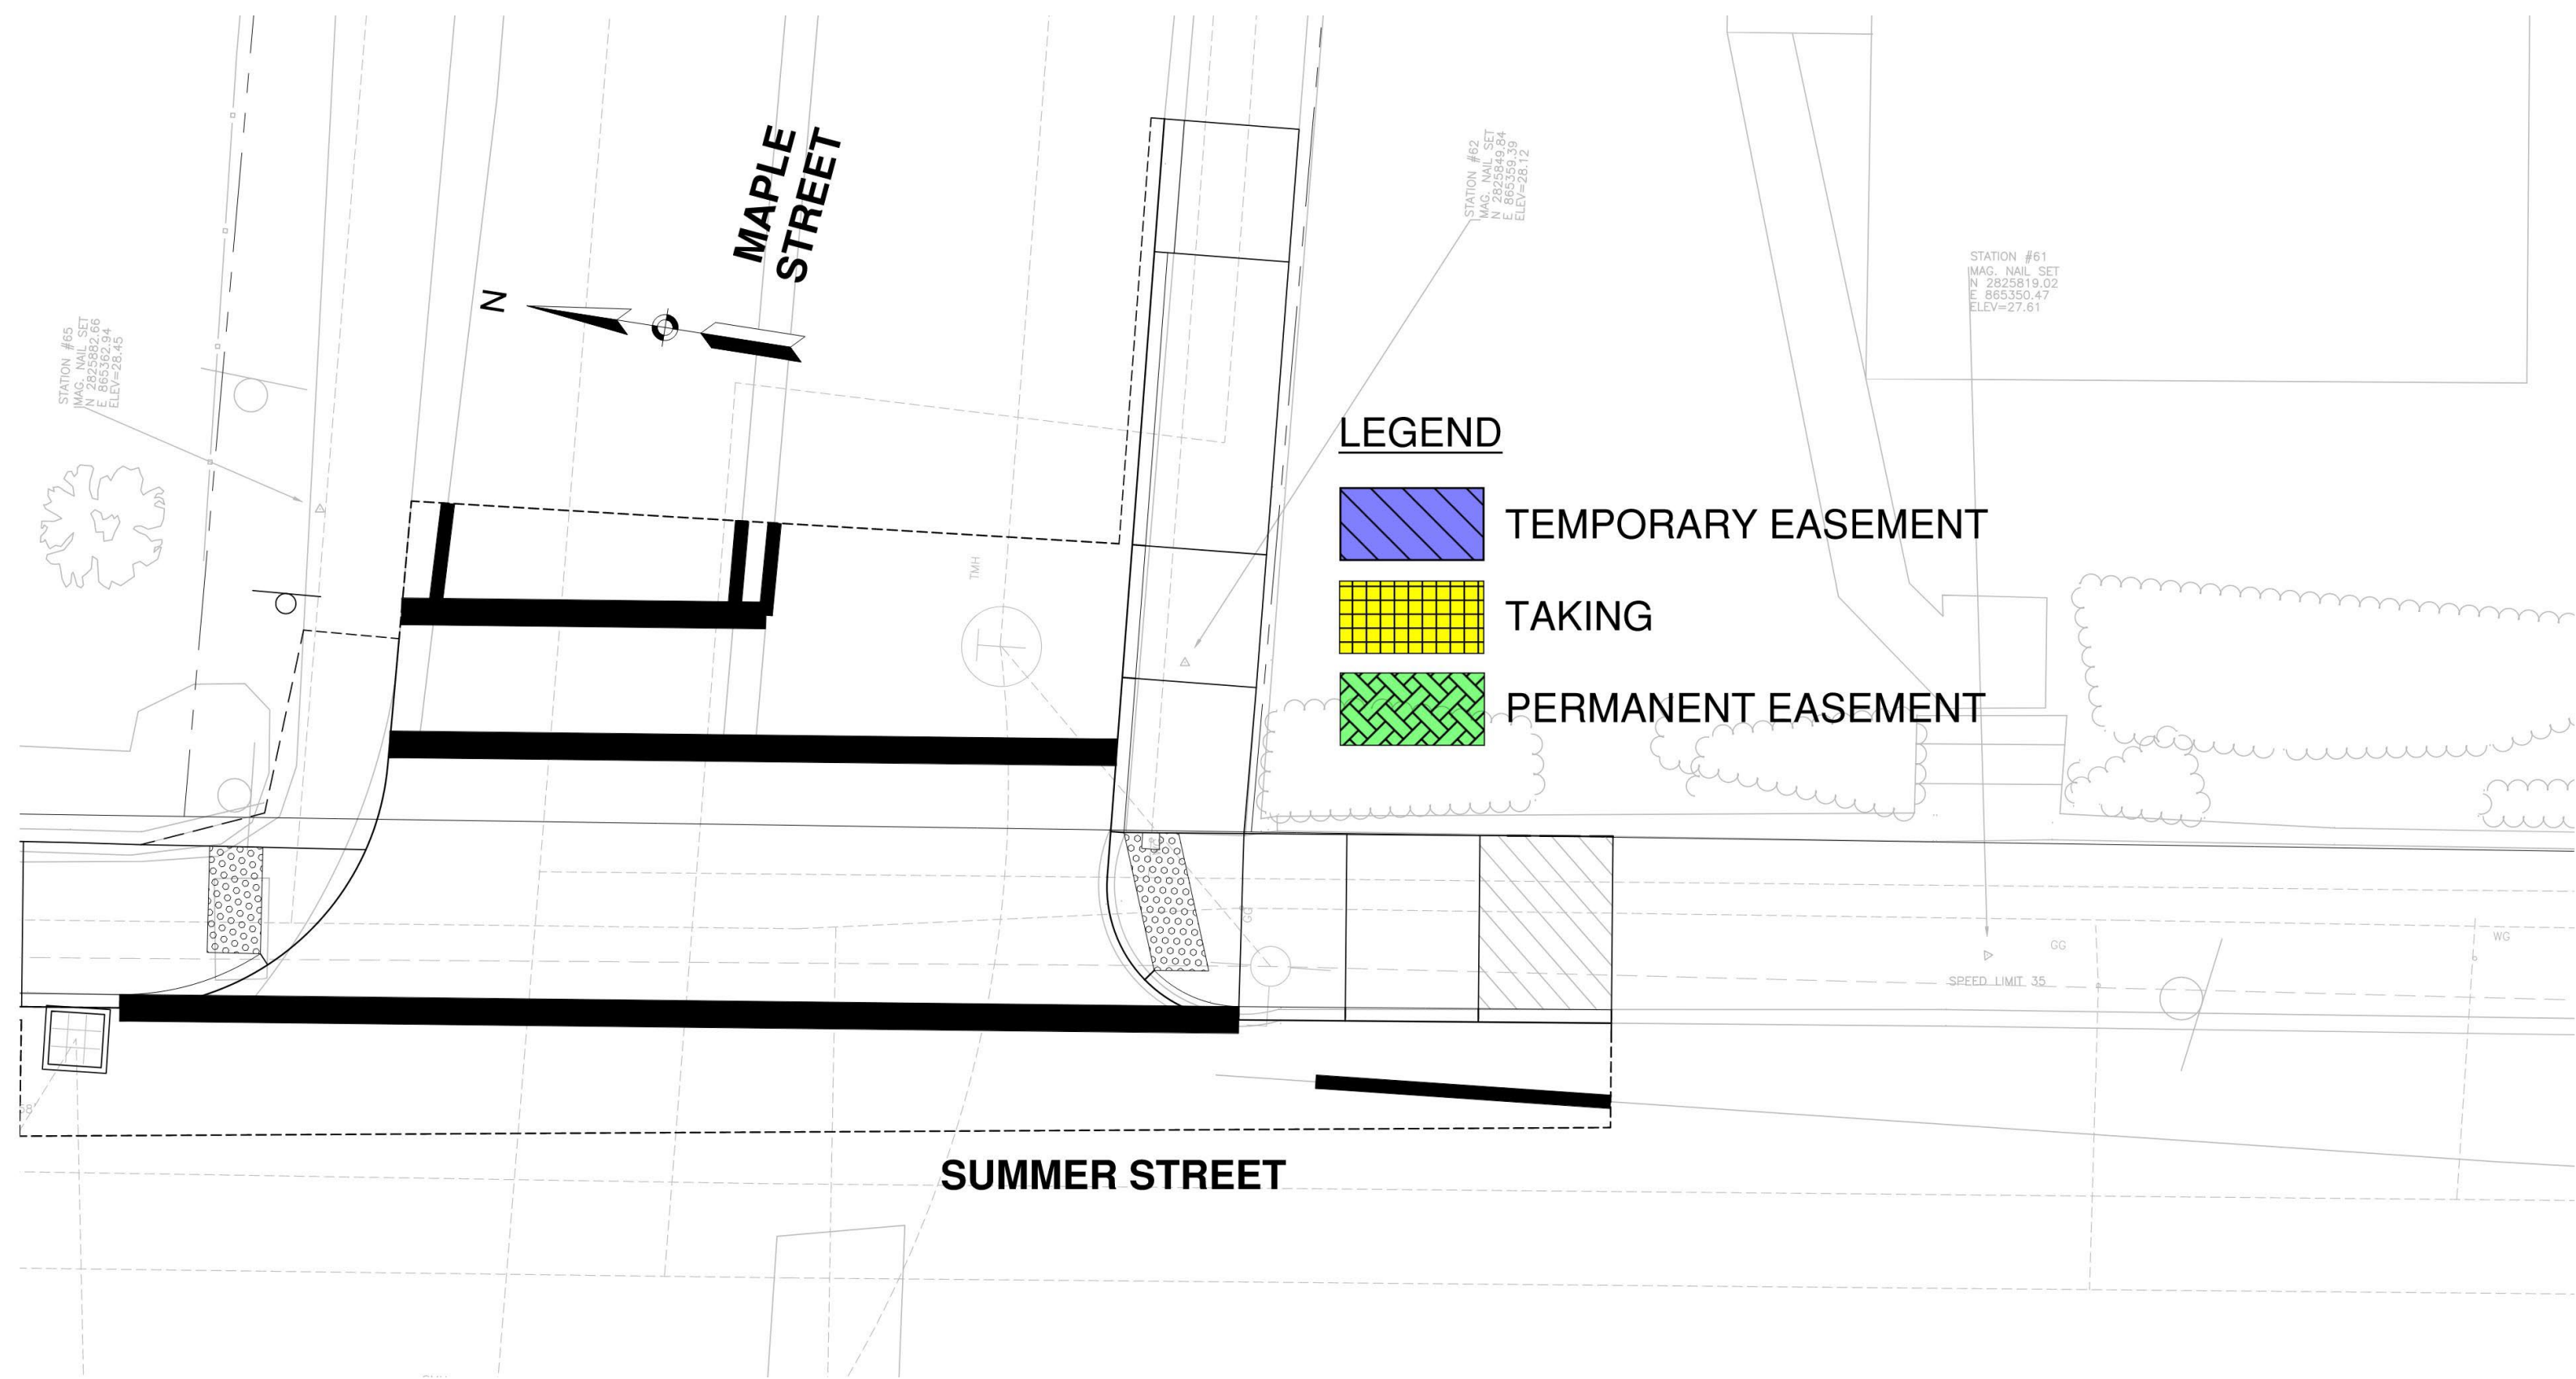 MAPLE
STREET
N
STATION #62
MAG. NAIL SET
N 2825849.84
E 865359.39
ELEV=28.12
STATION #61
MAG. NAIL SET
N 2825819.02
E 865350.47
ELEV=27.61
STATION #65
MAG. NAIL SET
N 2825882.66
E 865362.94
ELEV=28.45
LEGEND
TEMPORARY EASEMENT
TAKING
PERMANENT EASEMENT
TMH
GG
GG
WG
SPEED LIMIT 35
SUMMER STREET